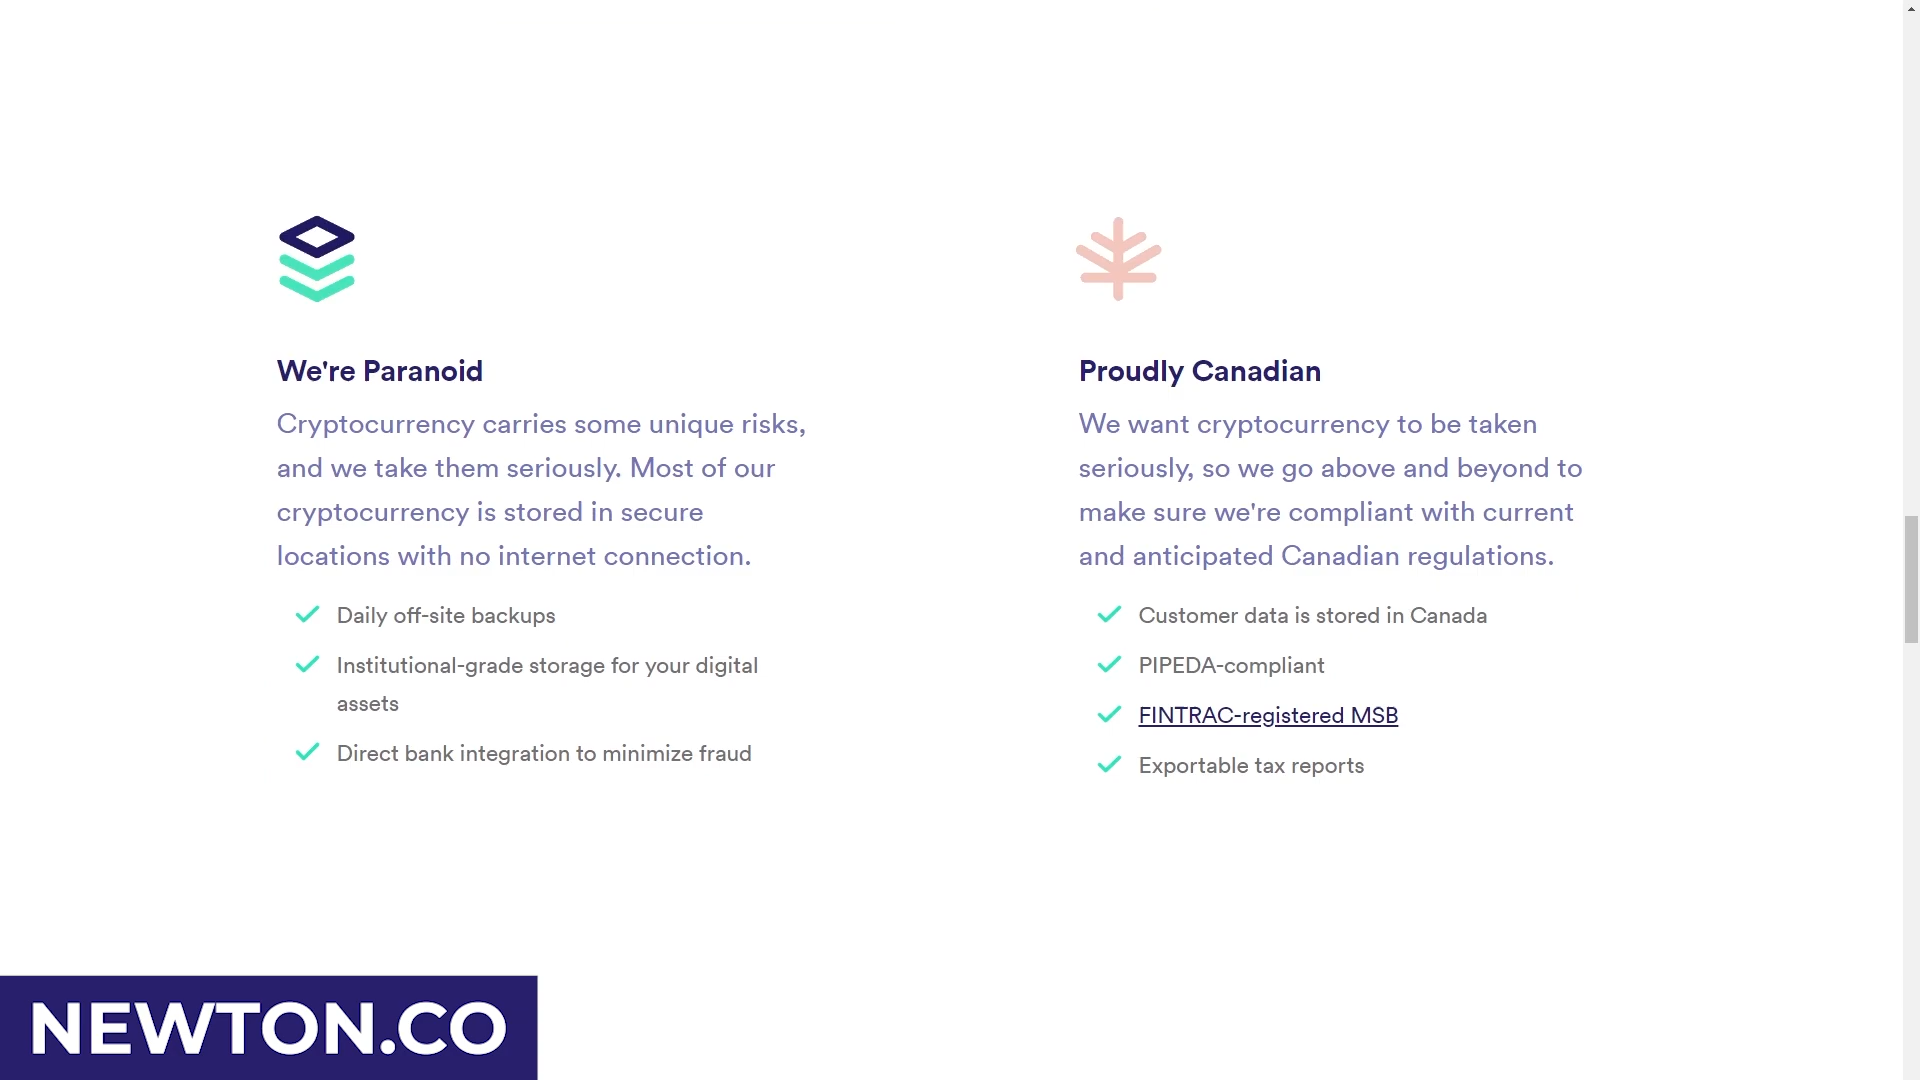 We're Paranoid
Cryptocurrency carries some unique risks,
and we take them seriously. Most of our
cryptocurrency is stored in secure
locations with no internet connection.
Daily off-site backups
Institutional-grade storage for your digital
assets
Direct bank integration to minimize fraud
Proudly Canadian
We want cryptocurrency to be taken
seriously, so we go above and beyond to
make sure we're compliant with current
and anticipated Canadian regulations.
Customer data is stored in Canada
PIPEDA-compliant
FINTRAC-registered MSB
Exportable tax reports
NEWTON.CO